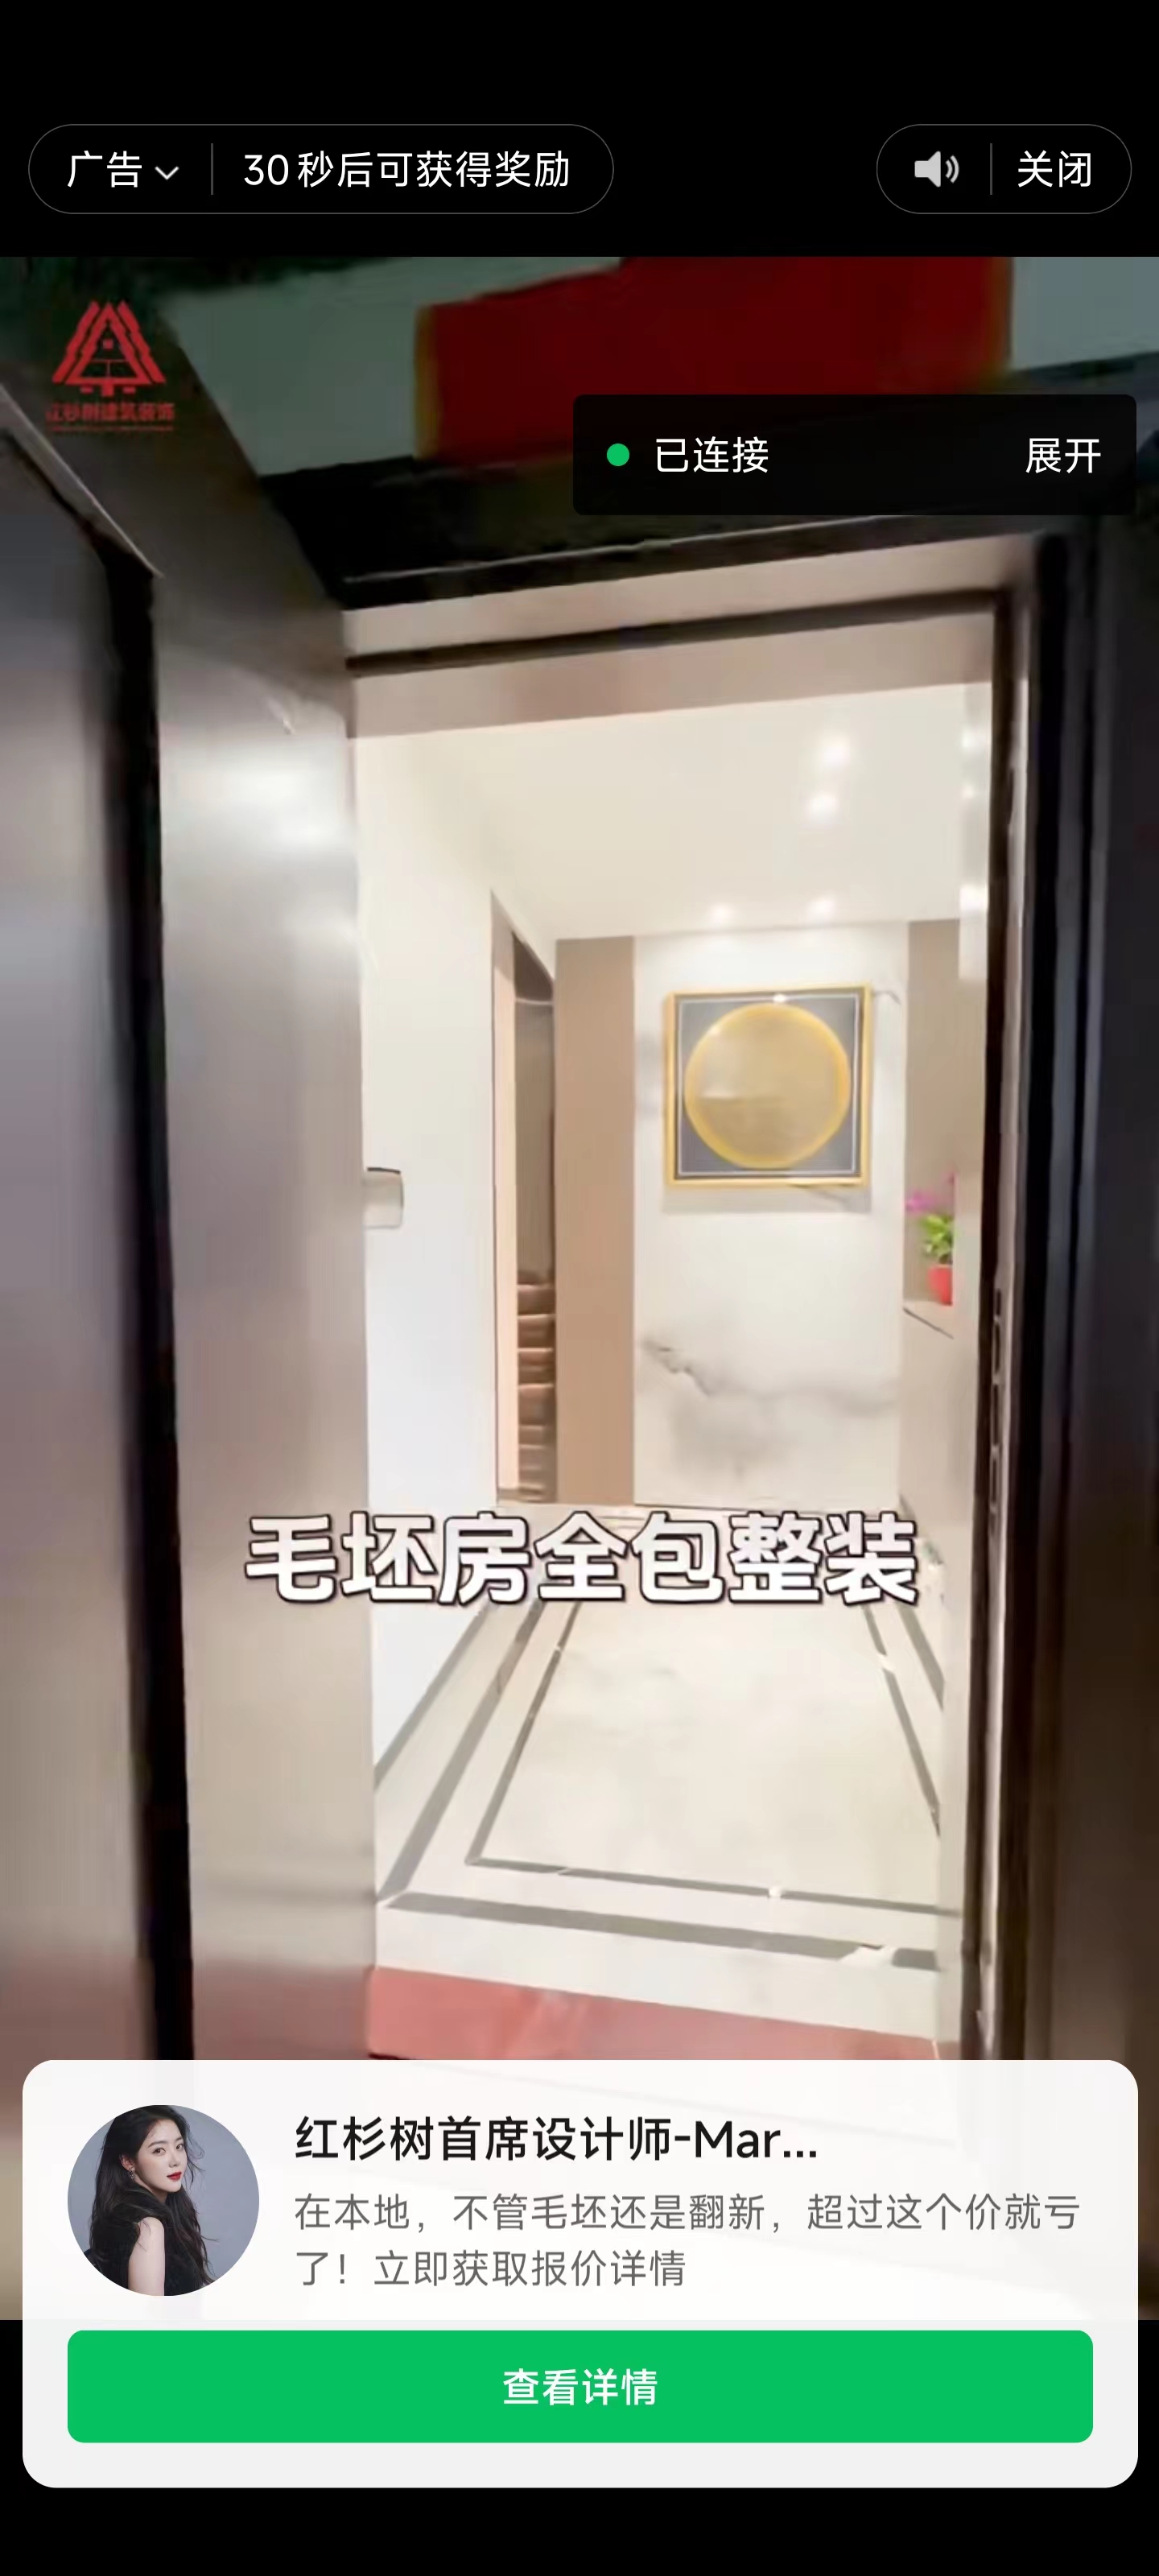 广告
30秒后可获得奖励
关闭
红杉树建筑装饰
已连接
展开
毛坯房全包整装
红杉树首席设计师-Mar...
在本地，不管毛坯还是翻新，超过这个价就亏
了！立即获取报价详情
查看详情